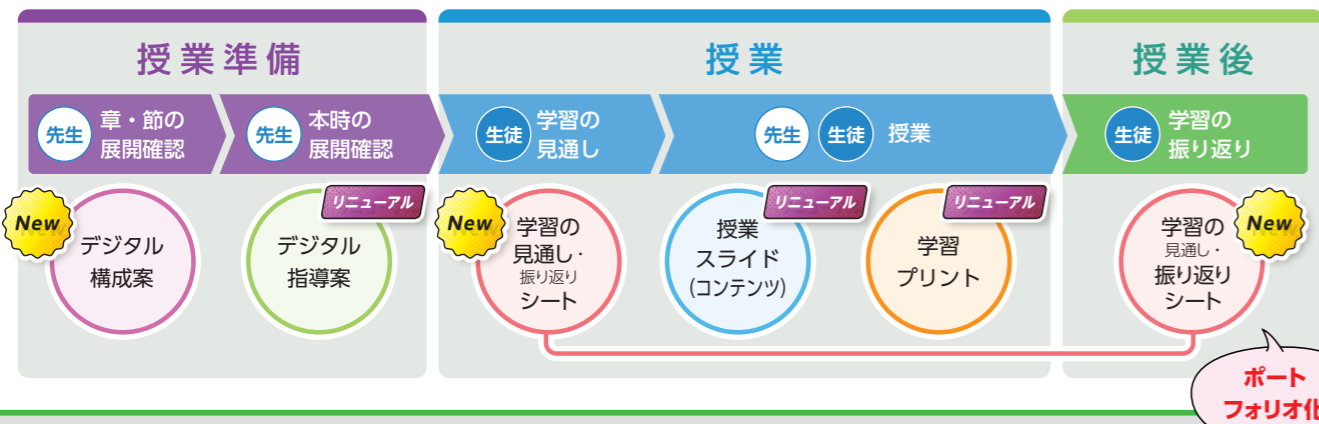 授業準備
授業
授業後
先生
章・節の
展開確認
先生
本時の
展開確認
生徒
学習の
見通し
先生
生徒
授業
生徒
学習の
振り返り
New
デジタル
構成案
リニューアル
デジタル
指導案
New
学習の
見通し・
振り返り
シート
リニューアル
授業
スライド
(コンテンツ)
リニューアル
学習
プリント
New
学習の
見通し・
振り返り
シート
ポート
フォリオ化